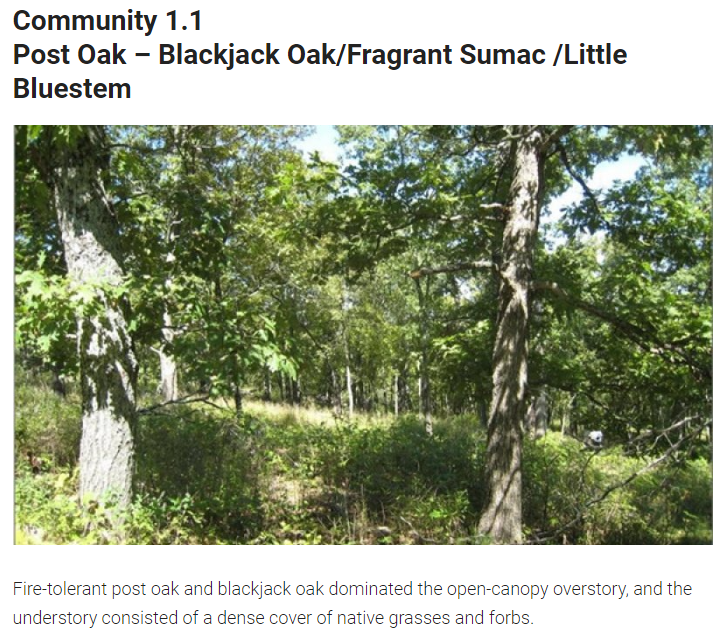 Community 1.1
Post Oak – Blackjack Oak/Fragrant Sumac /Little
Bluestem
Fire-tolerant post oak and blackjack oak dominated the open-canopy overstory, and the
understory consisted of a dense cover of native grasses and forbs.